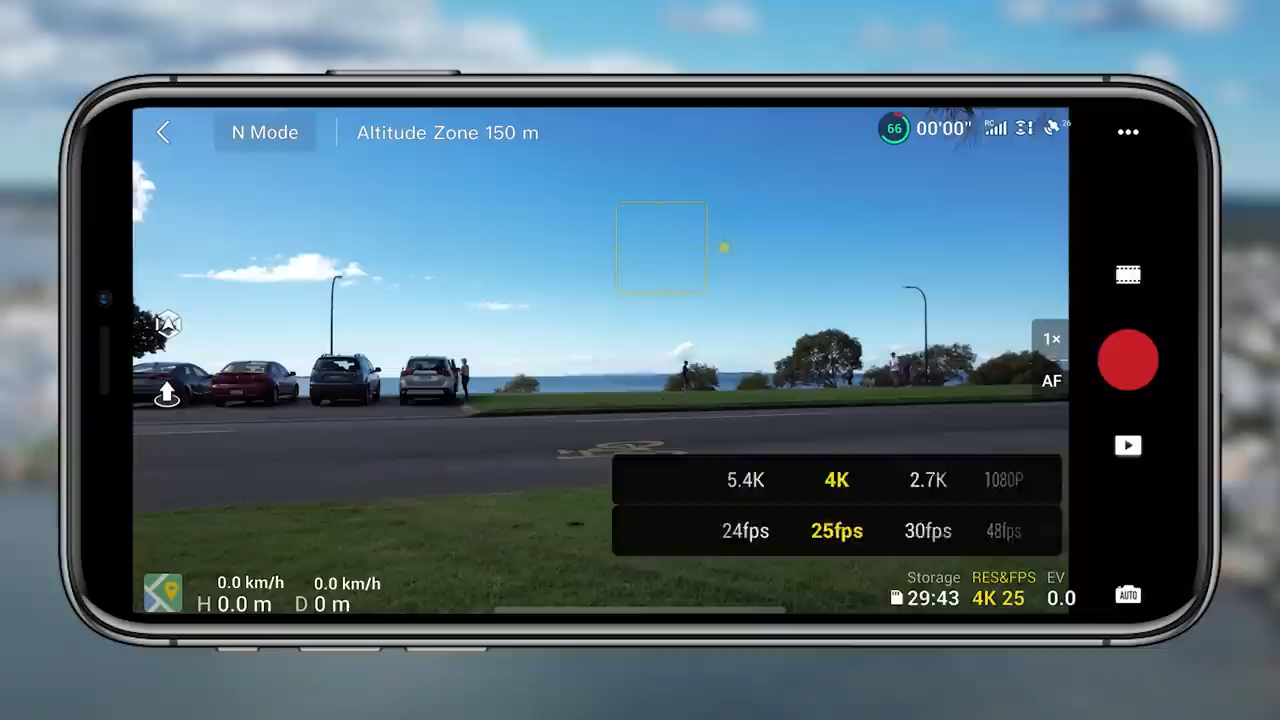 N Mode
Altitude Zone 150 m
66
00'00"
RC
26
1×
AF
5.4K 4K 2.7K 1080P
24fps 25fps 30fps 48fps
0.0 km/h 0.0 km/h
H 0.0 m D 0 m
Storage RES&FPS EV
29:43 4K 25 0.0
AUTO